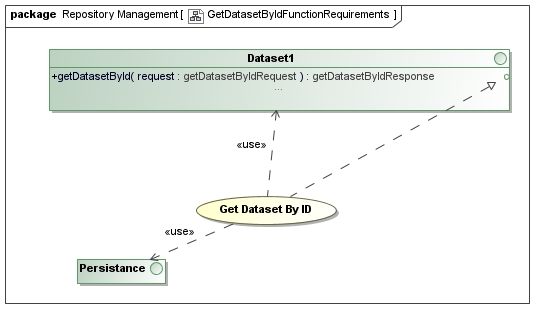 package Repository Management[ GetDatasetByIdFunctionRequirements ]
Dataset1
+getDatasetById( request : getDatasetByIdRequest ) : getDatasetByIdResponse
...
«use»
Get Dataset By ID
«use»
Persistance